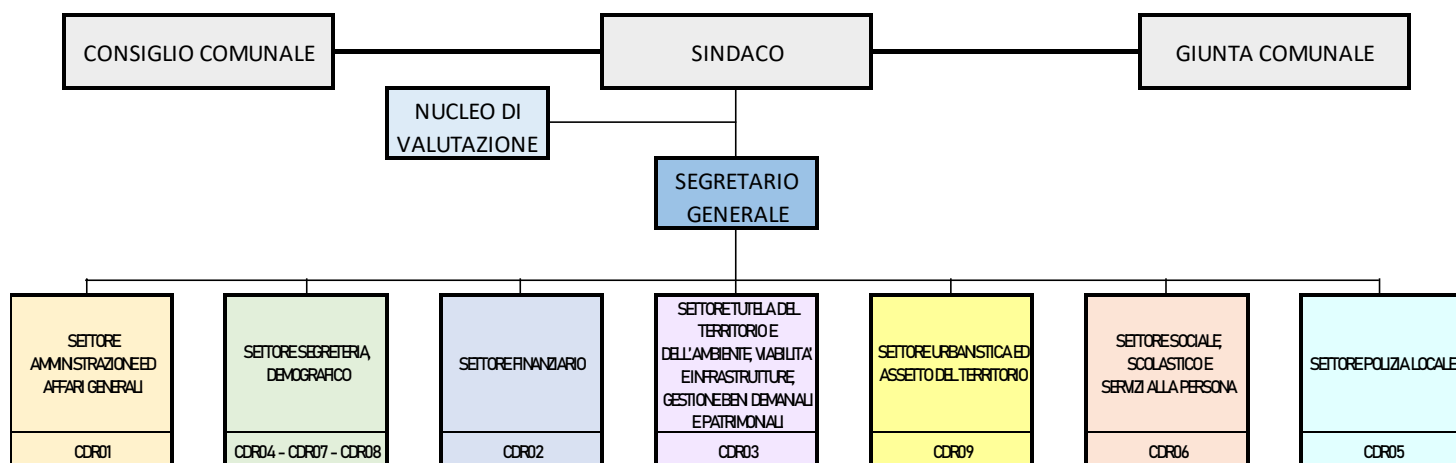 CONSIGLIO COMUNALE
SINDACO
GIUNTA COMUNALE
NUCLEO DI
VALUTAZIONE
SEGRETARIO
GENERALE
SETTORE
AMMINISTRAZIONE ED
AFFARI GENERALI
CDR01
SETTORE SEGRETERIA,
DEMOGRAFICO
CDR04 - CDR07 - CDR08
SETTORE FINANZIARIO
CDR02
SETTORE TUTELA DEL
TERRITORIO E
DELL'AMBIENTE, VIABILITA'
E INFRASTRUTTURE,
GESTIONE BENI DEMANIALI
E PATRIMONIALI
CDR03
SETTORE URBANISTICA ED
ASSETTO DEL TERRITORIO
CDR09
SETTORE SOCIALE,
SCOLASTICO E
SERVIZI ALLA PERSONA
CDR06
SETTORE POLIZIA LOCALE
CDR05